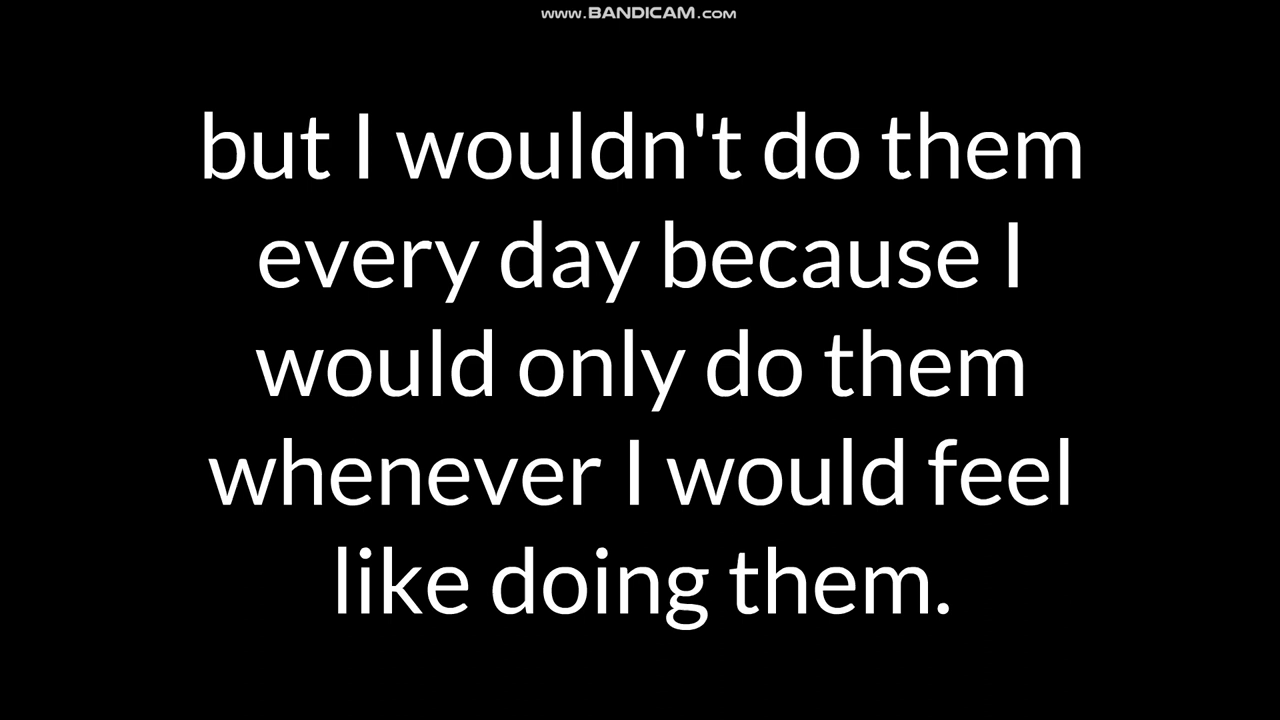 www.BANDICAM.com
but I wouldn't do them
every day because I
would only do them
whenever I would feel
like doing them.